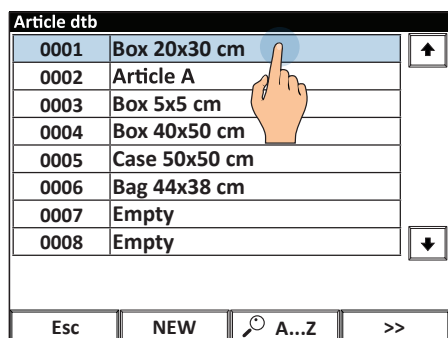 Article dtb
0001 Box 20x30 cm
0002 Article A
0003 Box 5x5 cm
0004 Box 40x50 cm
0005 Case 50x50 cm
0006 Bag 44x38 cm
0007 Empty
0008 Empty
Esc NEW A...Z >>